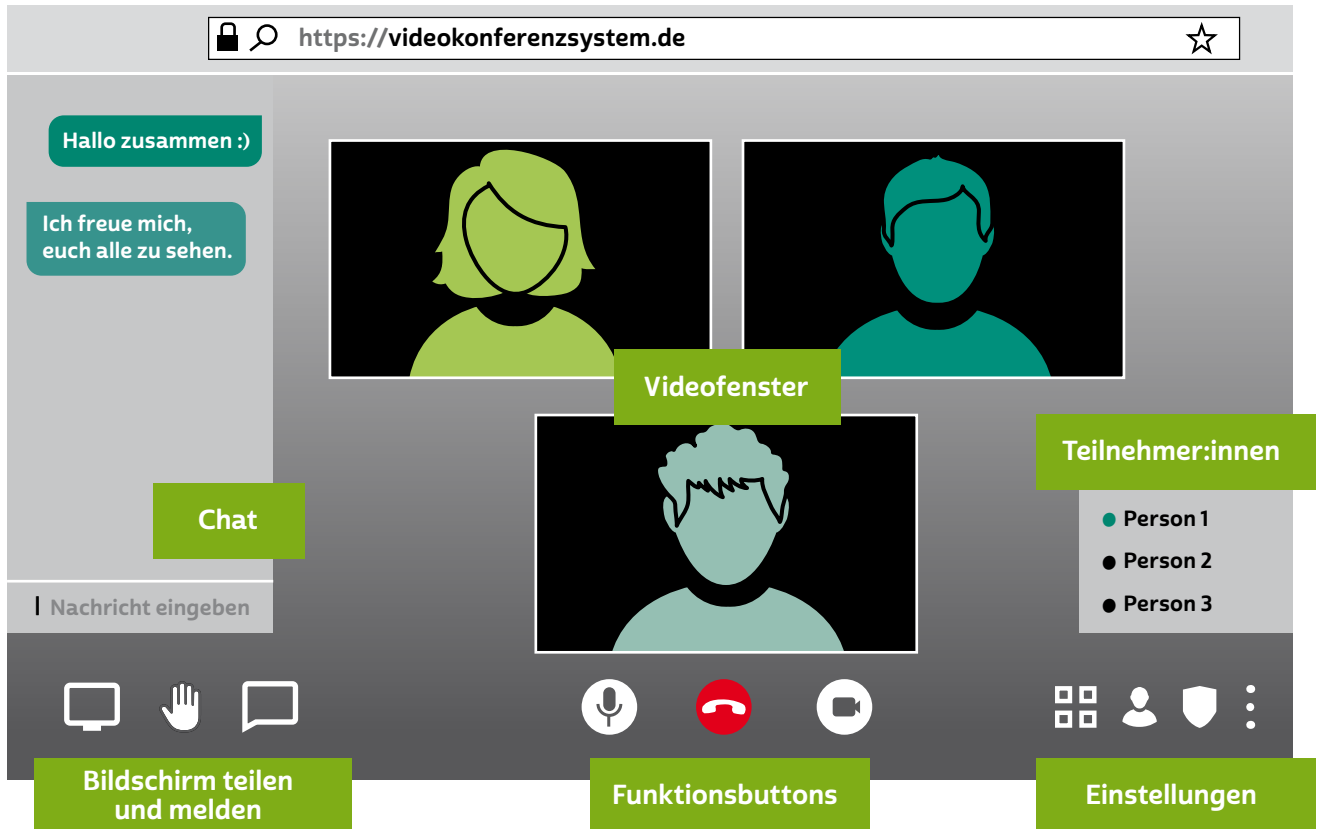 https://videokonferenzsystem.de
Hallo zusammen :)
Ich freue mich,
euch alle zu sehen.
Videofenster
Teilnehmer:innen
Chat
Person 1
Person 2
Person 3
Nachricht eingeben
Bildschirm teilen
und melden
Funktionsbuttons
Einstellungen